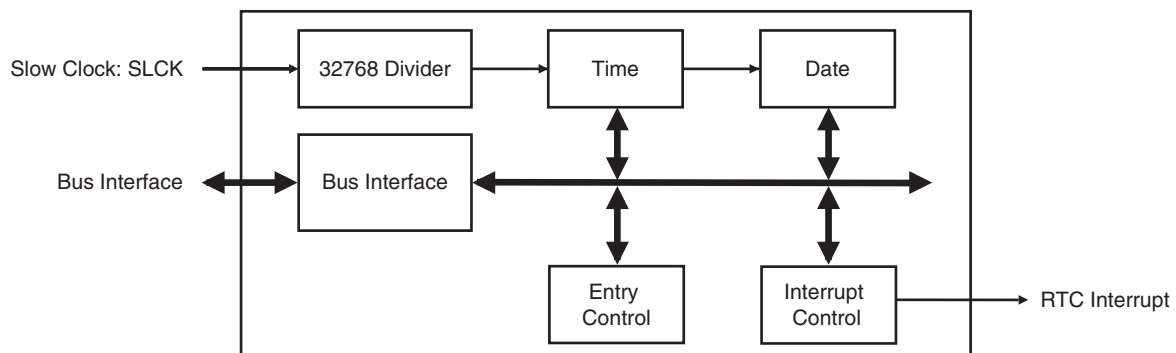 Slow Clock: SLCK
32768 Divider
Time
Date
Bus Interface
Bus Interface
Entry
Control
Interrupt
Control
RTC Interrupt